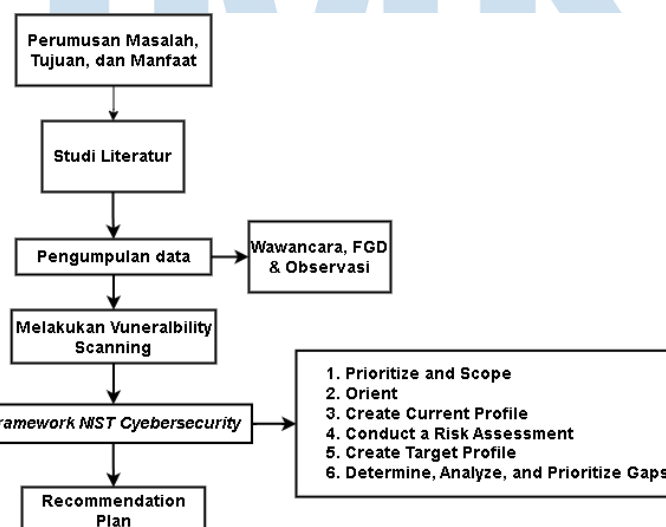 Perumusan Masalah,
Tujuan, dan Manfaat
Studi Literatur
Pengumpulan data
Wawancara, FGD
& Observasi
Melakukan Vuneralbility
Scanning
ramework NIST Cyebersecurity
1. Prioritize and Scope
2. Orient
3. Create Current Profile
4. Conduct a Risk Assessment
5. Create Target Profile
6. Determine, Analyze, and Prioritize Gaps
Recommendation
Plan